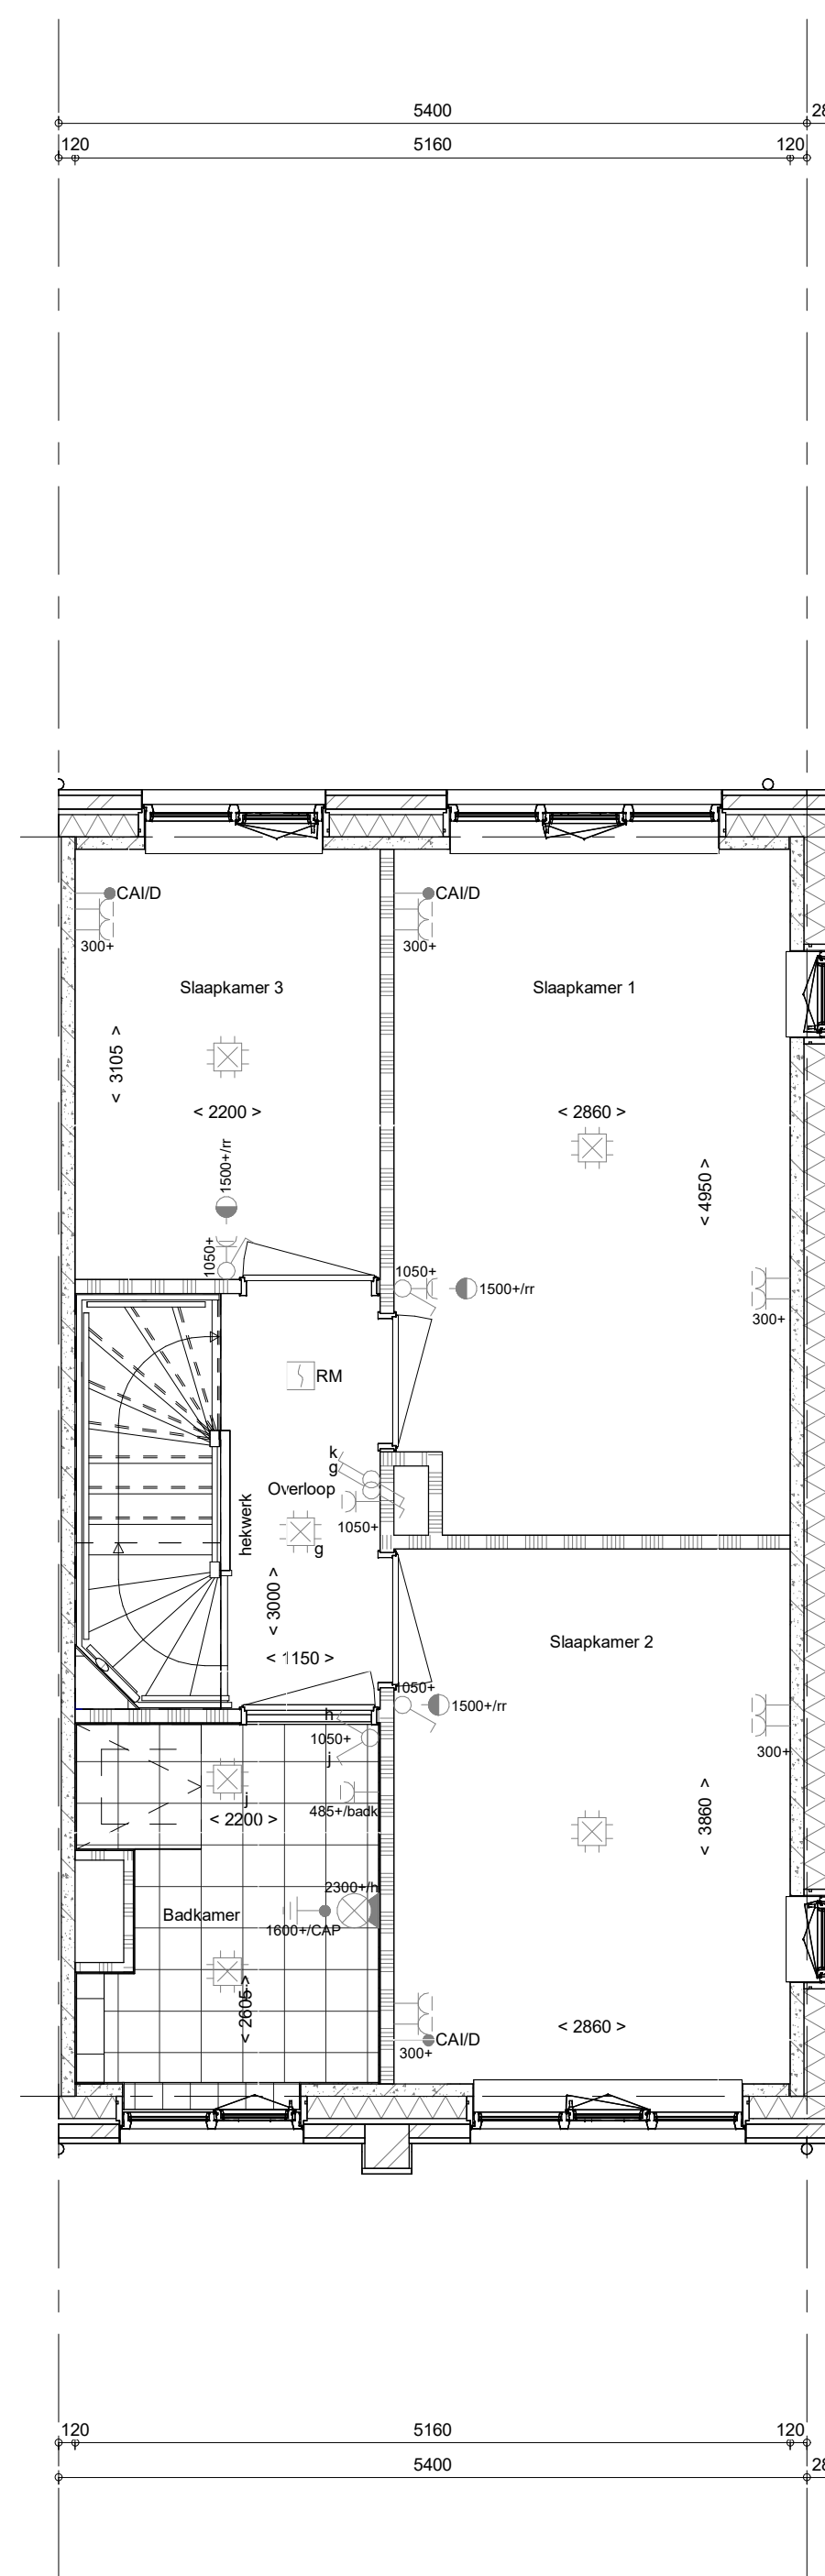 5400
28
120
5160
120
CAI/D
300+
CAI/D
300+
Slaapkamer 3
Slaapkamer 1
< 3105 >
< 2200 >
< 2860 >
1500+/rr
< 4950 >
1050+
1050+
1500+/rr
300+
RM
k
g
Overloop
1050+
hekwerk
g
< 3000 >
< 1150 >
Slaapkamer 2
1050+
1500+/rr
h
1050+
j
300+
j
485+/badk
< 2200 >
< 3860 >
2300+/h
Badkamer
1600+/CAP
< 2605 >
< 2860 >
CAI/D
300+
120
5160
120
5400
28